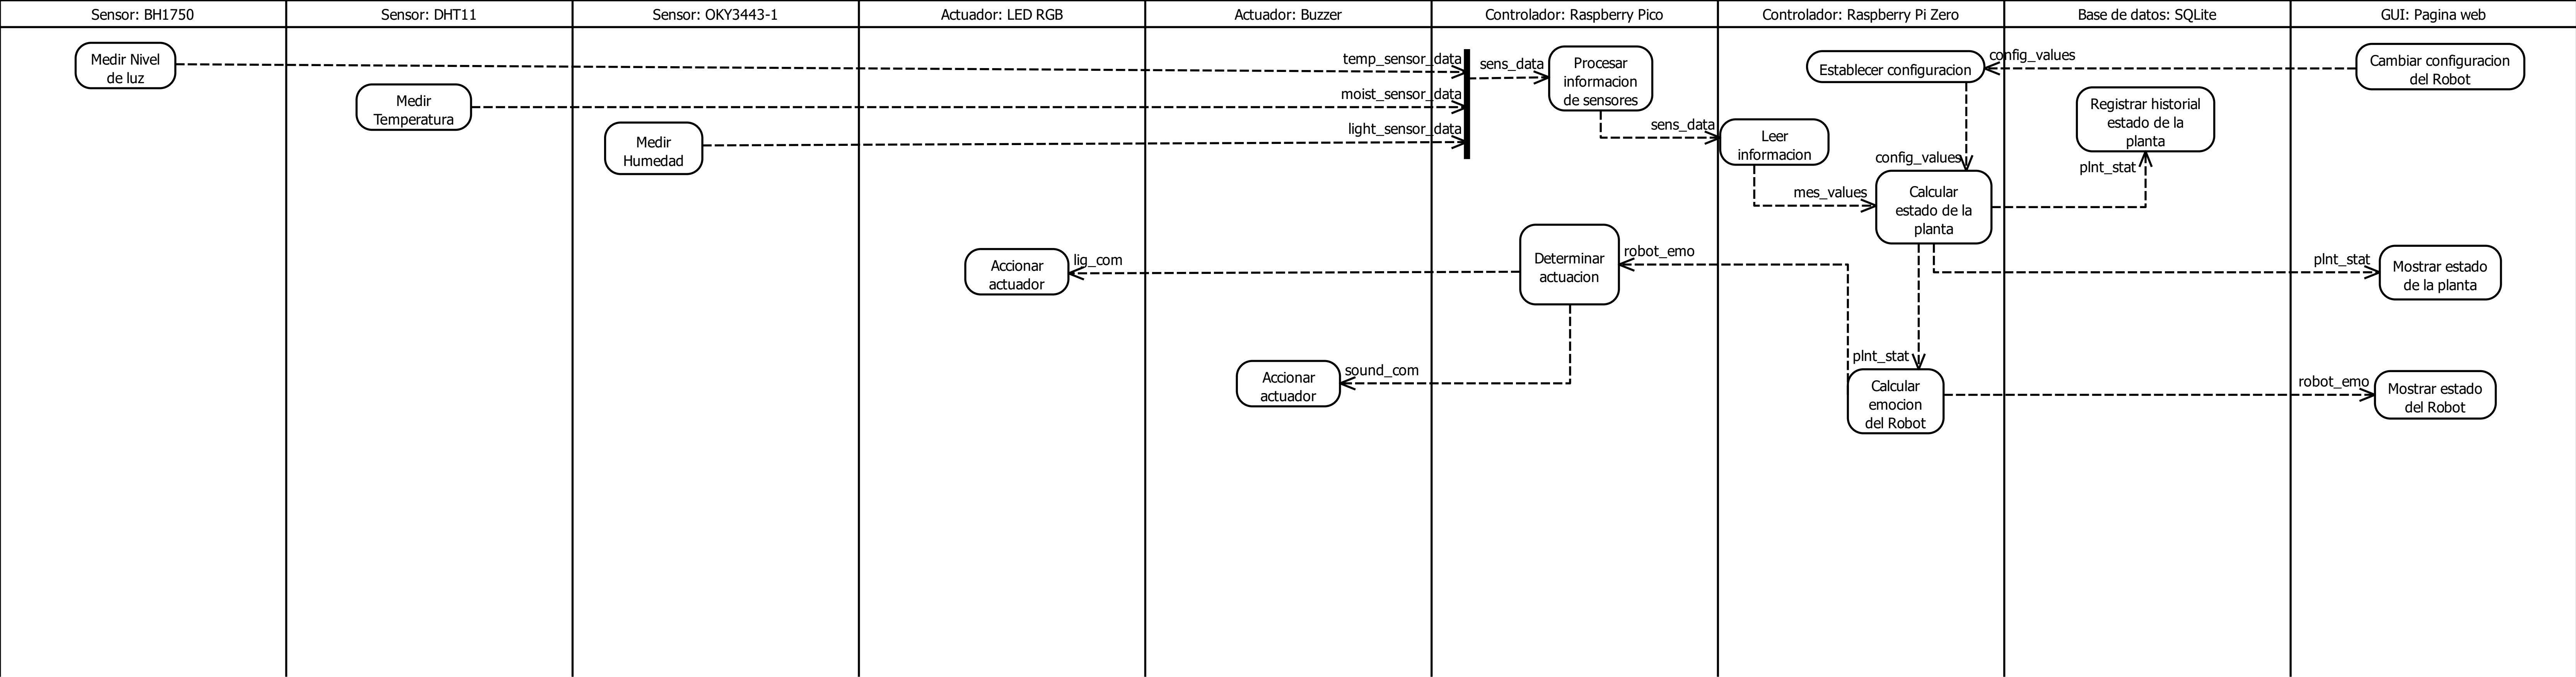 Sensor: BH1750
Sensor: DHT11
Sensor: OKY3443-1
Actuador: LED RGB
Actuador: Buzzer
Controlador: Raspberry Pico
Controlador: Raspberry Pi Zero
Base de datos: SQLite
GUI: Pagina web
Medir Nivel
de luz
temp_sensor_data
sens_data
Procesar
informacion
de sensores
Establecer configuracion
config_values
Cambiar configuracion
del Robot
Medir
Temperatura
moist_sensor_data
Registrar historial
estado de la
planta
Medir
Humedad
light_sensor_data
sens_data
Leer
informacion
config_values
plnt_stat
mes_values
Calcular
estado de la
planta
Accionar
actuador
lig_com
Determinar
actuacion
robot_emo
plnt_stat
Mostrar estado
de la planta
Accionar
actuador
sound_com
plnt_stat
Calcular
emocion
del Robot
robot_emo
Mostrar estado
del Robot